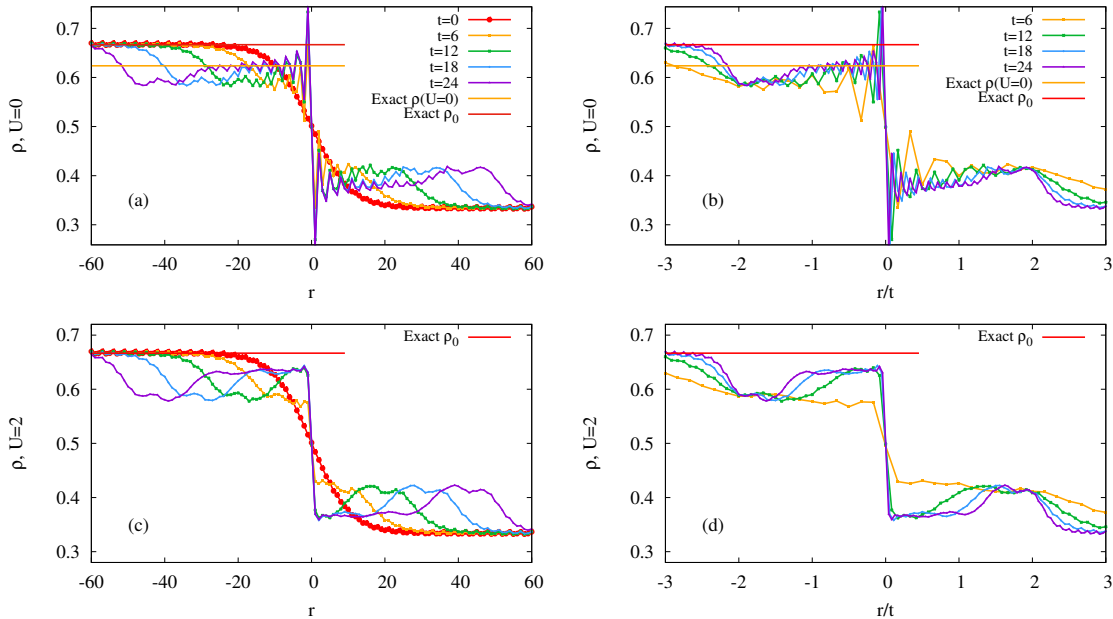 0.7
0.6
0.5
0.4
0.3
ρ, U=0
t=0
t=6
t=12
t=18
t=24
Exact ρ(U=0)
Exact ρ₀
(a)
-60 -40 -20 0 20 40 60
r
0.7
0.6
0.5
0.4
0.3
ρ, U=0
t=6
t=12
t=18
t=24
Exact ρ(U=0)
Exact ρ₀
(b)
-3 -2 -1 0 1 2 3
r/t
0.7
0.6
0.5
0.4
0.3
ρ, U=2
Exact ρ₀
(c)
-60 -40 -20 0 20 40 60
r
0.7
0.6
0.5
0.4
0.3
ρ, U=2
Exact ρ₀
(d)
-3 -2 -1 0 1 2 3
r/t